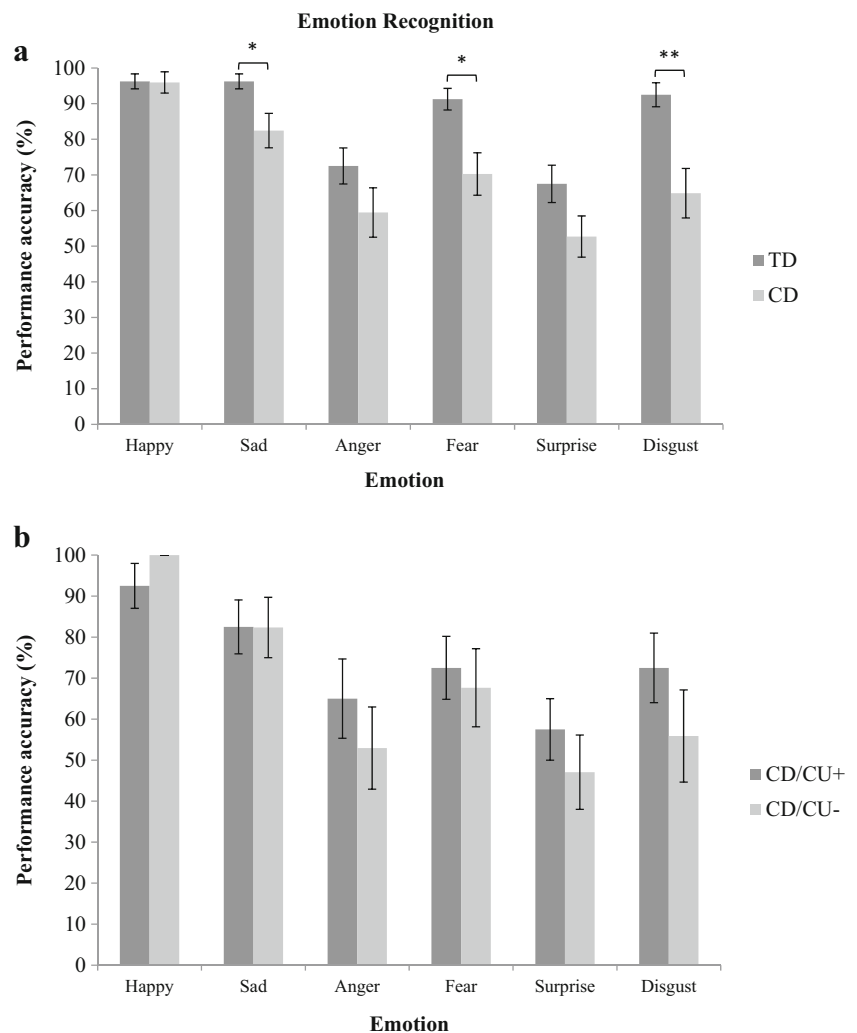 Emotion Recognition
a
* * **
Performance accuracy (%)
100
90
80
70
60
50
40
30
20
10
0
Happy Sad Anger Fear Surprise Disgust
Emotion
TD
CD
b
Performance accuracy (%)
100
90
80
70
60
50
40
30
20
10
0
Happy Sad Anger Fear Surprise Disgust
Emotion
CD/CU+
CD/CU-